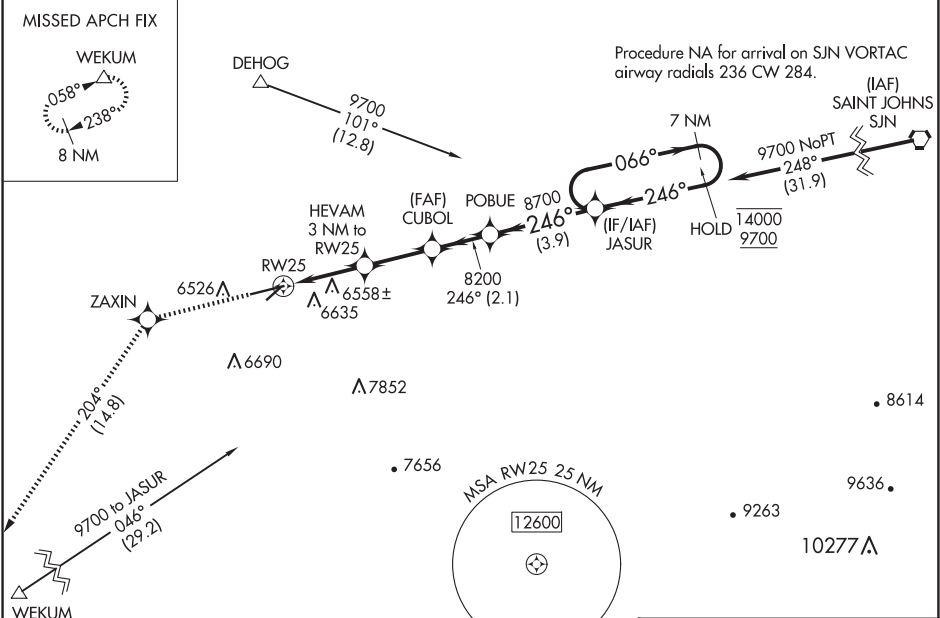 MISSED APCH FIX
WEKUM
058°
238°
8 NM
DEHOG
9700
101°
(12.8)
Procedure NA for arrival on SJN VORTAC
airway radials 236 CW 284.
(IAF)
SAINT JOHNS
SJN
7 NM
9700 NoPT
248°
(31.9)
066°
246°
HOLD
14000
9700
(IF/IAF)
JASUR
8700
246°
(3.9)
POBUE
(FAF)
CUBOL
8200
246° (2.1)
HEVAM
3 NM to
RW25
RW25
6526
6558±
6635
ZAXIN
6690
7852
204°
(14.8)
8614
7656
9636
9263
10277
9700 to JASUR
046°
(29.2)
WEKUM
MSA RW25 25 NM
12600